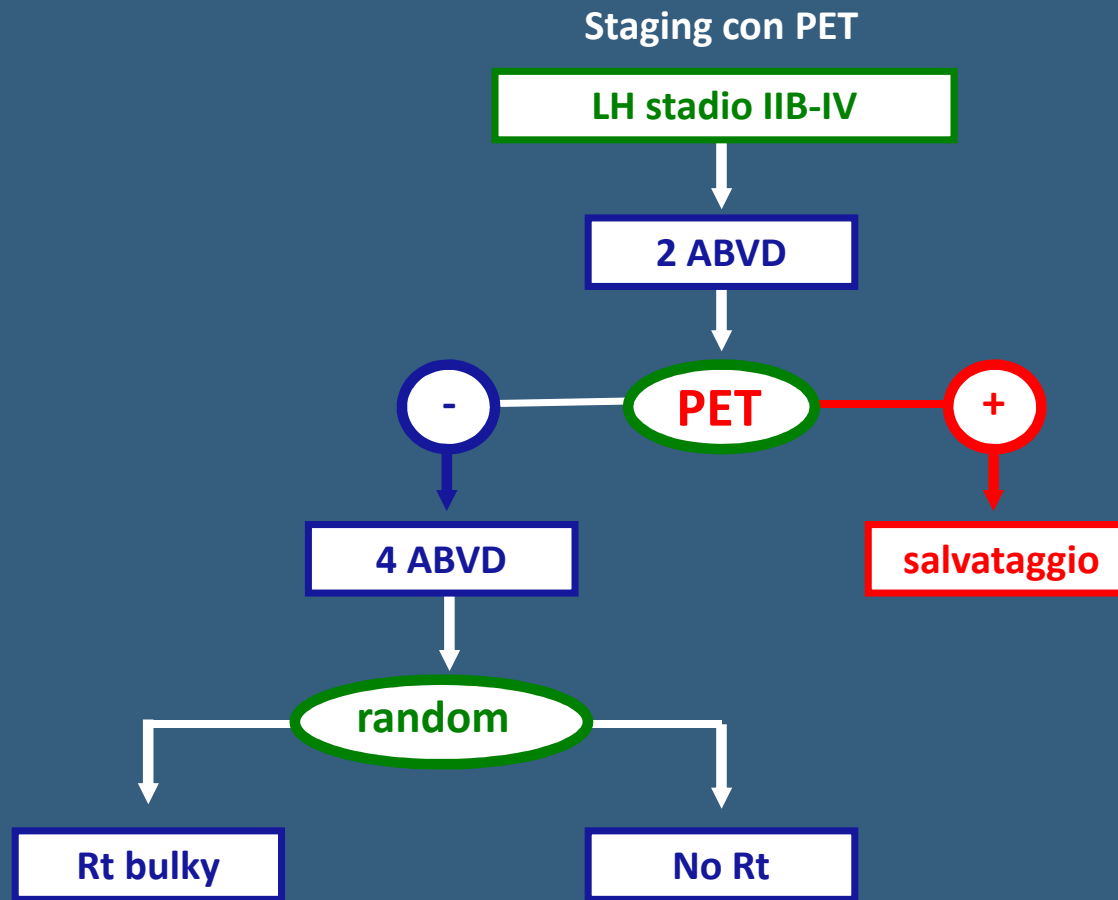 Staging con PET
LH stadio IIB-IV
2 ABVD
-
PET
+
4 ABVD
salvataggio
random
Rt bulky
No Rt